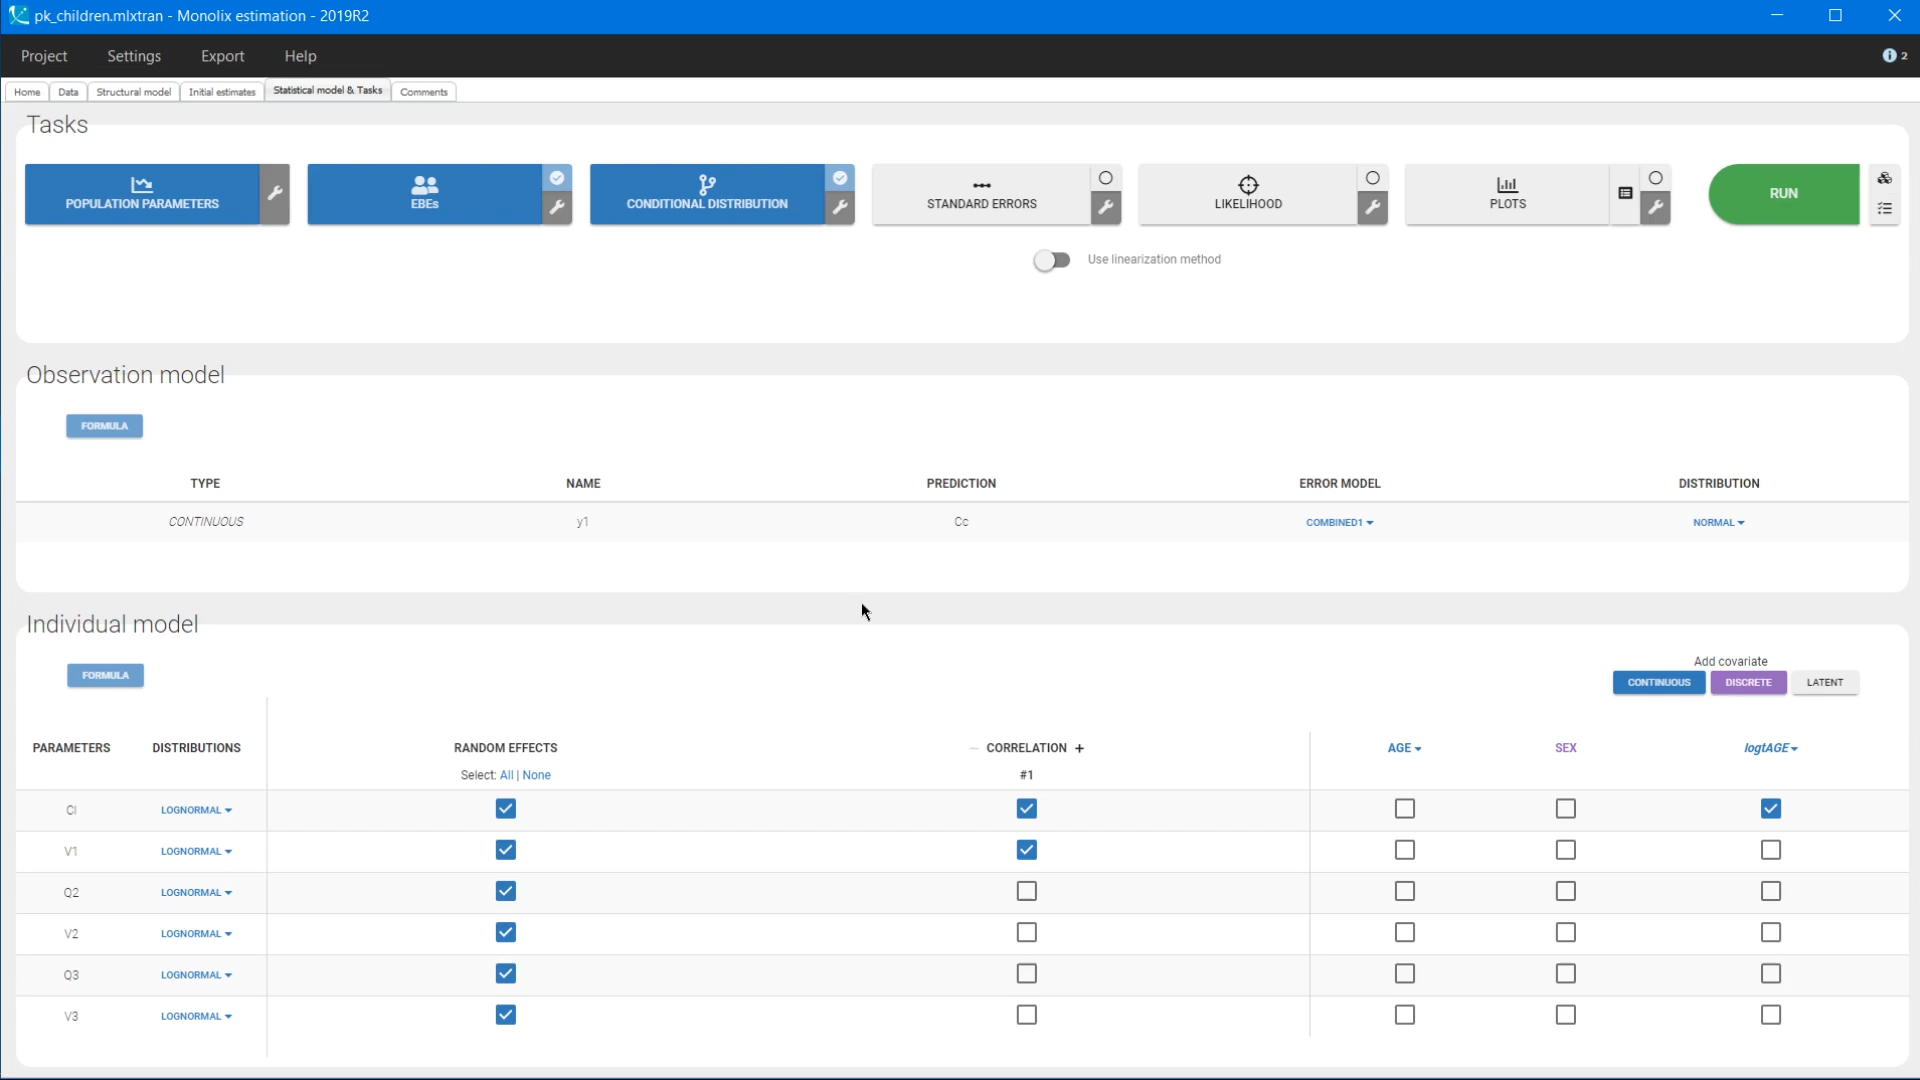 pk_children.mlxtran - Monolix estimation - 2019R2
Project Settings Export Help 2
Home Data Structural model Initial estimates Statistical model & Tasks Comments
Tasks
POPULATION PARAMETERS EBEs CONDITIONAL DISTRIBUTION STANDARD ERRORS LIKELIHOOD PLOTS RUN
Use linearization method
Observation model
FORMULA
TYPE NAME PREDICTION ERROR MODEL DISTRIBUTION
CONTINUOUS y1 Cc COMBINED1 NORMAL
Individual model
Add covariate
FORMULA CONTINUOUS DISCRETE LATENT
PARAMETERS DISTRIBUTIONS RANDOM EFFECTS CORRELATION + AGE SEX logtAGE
Select: All | None #1
Cl LOGNORMAL
V1 LOGNORMAL
Q2 LOGNORMAL
V2 LOGNORMAL
Q3 LOGNORMAL
V3 LOGNORMAL